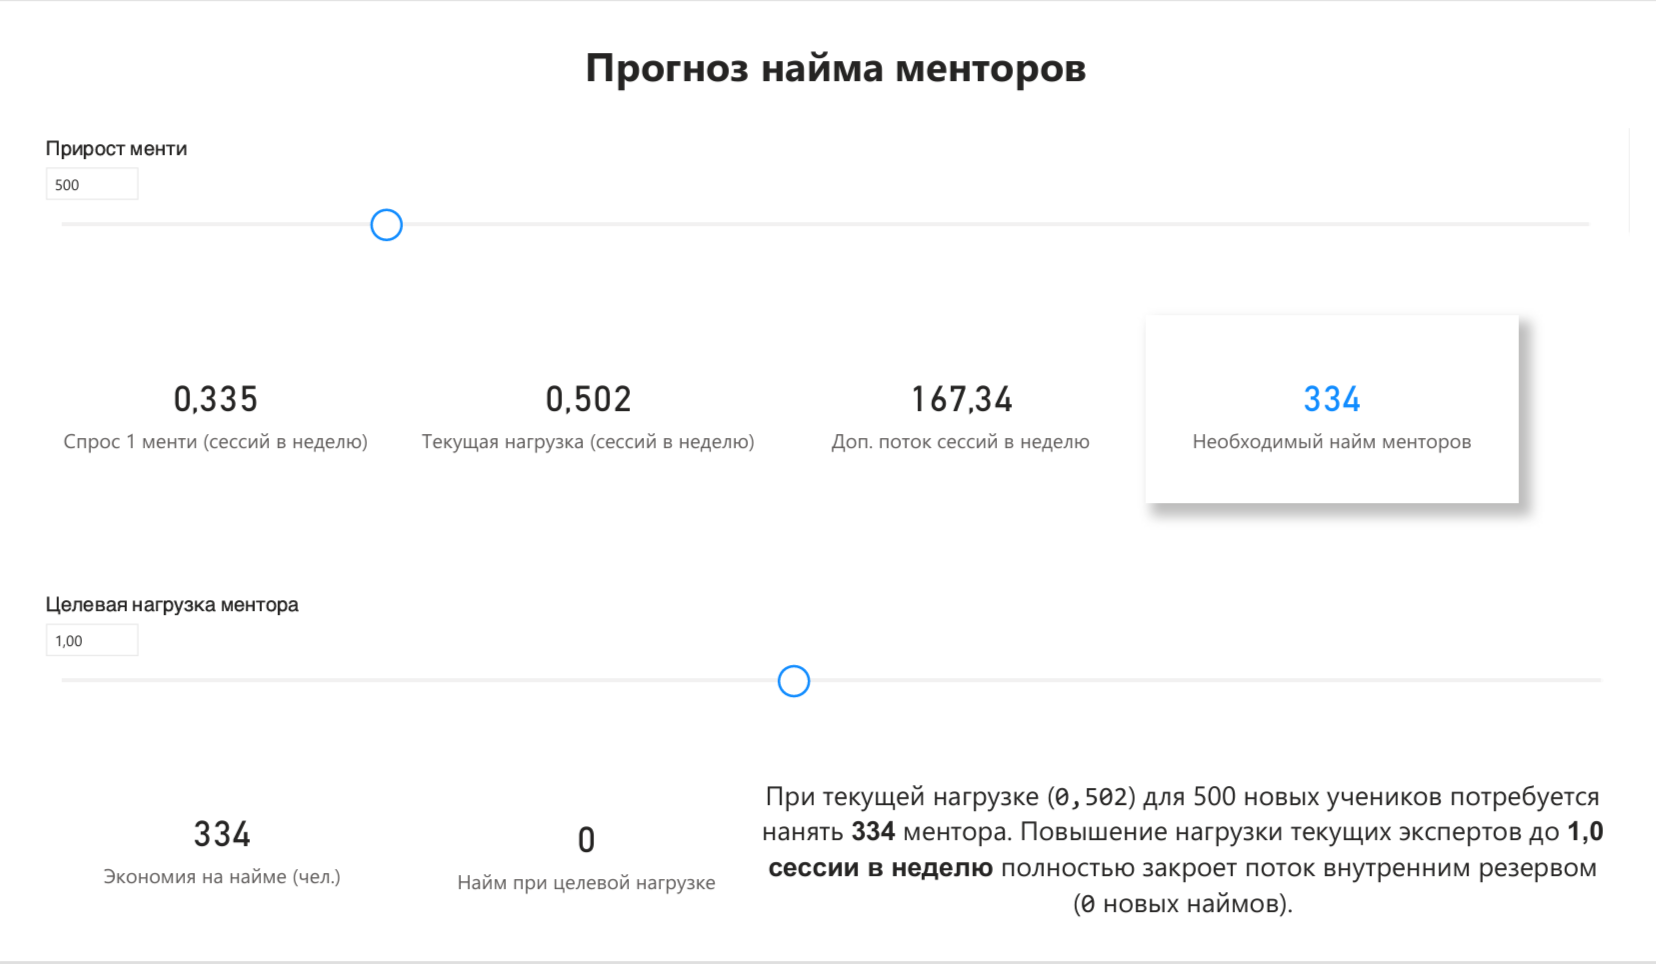 Прогноз найма менторов
Прирост менти
500
0,335
Спрос 1 менти (сессий в неделю)
0,502
Текущая нагрузка (сессий в неделю)
167,34
Доп. поток сессий в неделю
334
Необходимый найм менторов
Целевая нагрузка ментора
1,00
334
Экономия на найме (чел.)
0
Найм при целевой нагрузке
При текущей нагрузке (0,502) для 500 новых учеников потребуется
нанять 334 ментора. Повышение нагрузки текущих экспертов до 1,0
сессии в неделю полностью закроет поток внутренним резервом
(0 новых наймов).